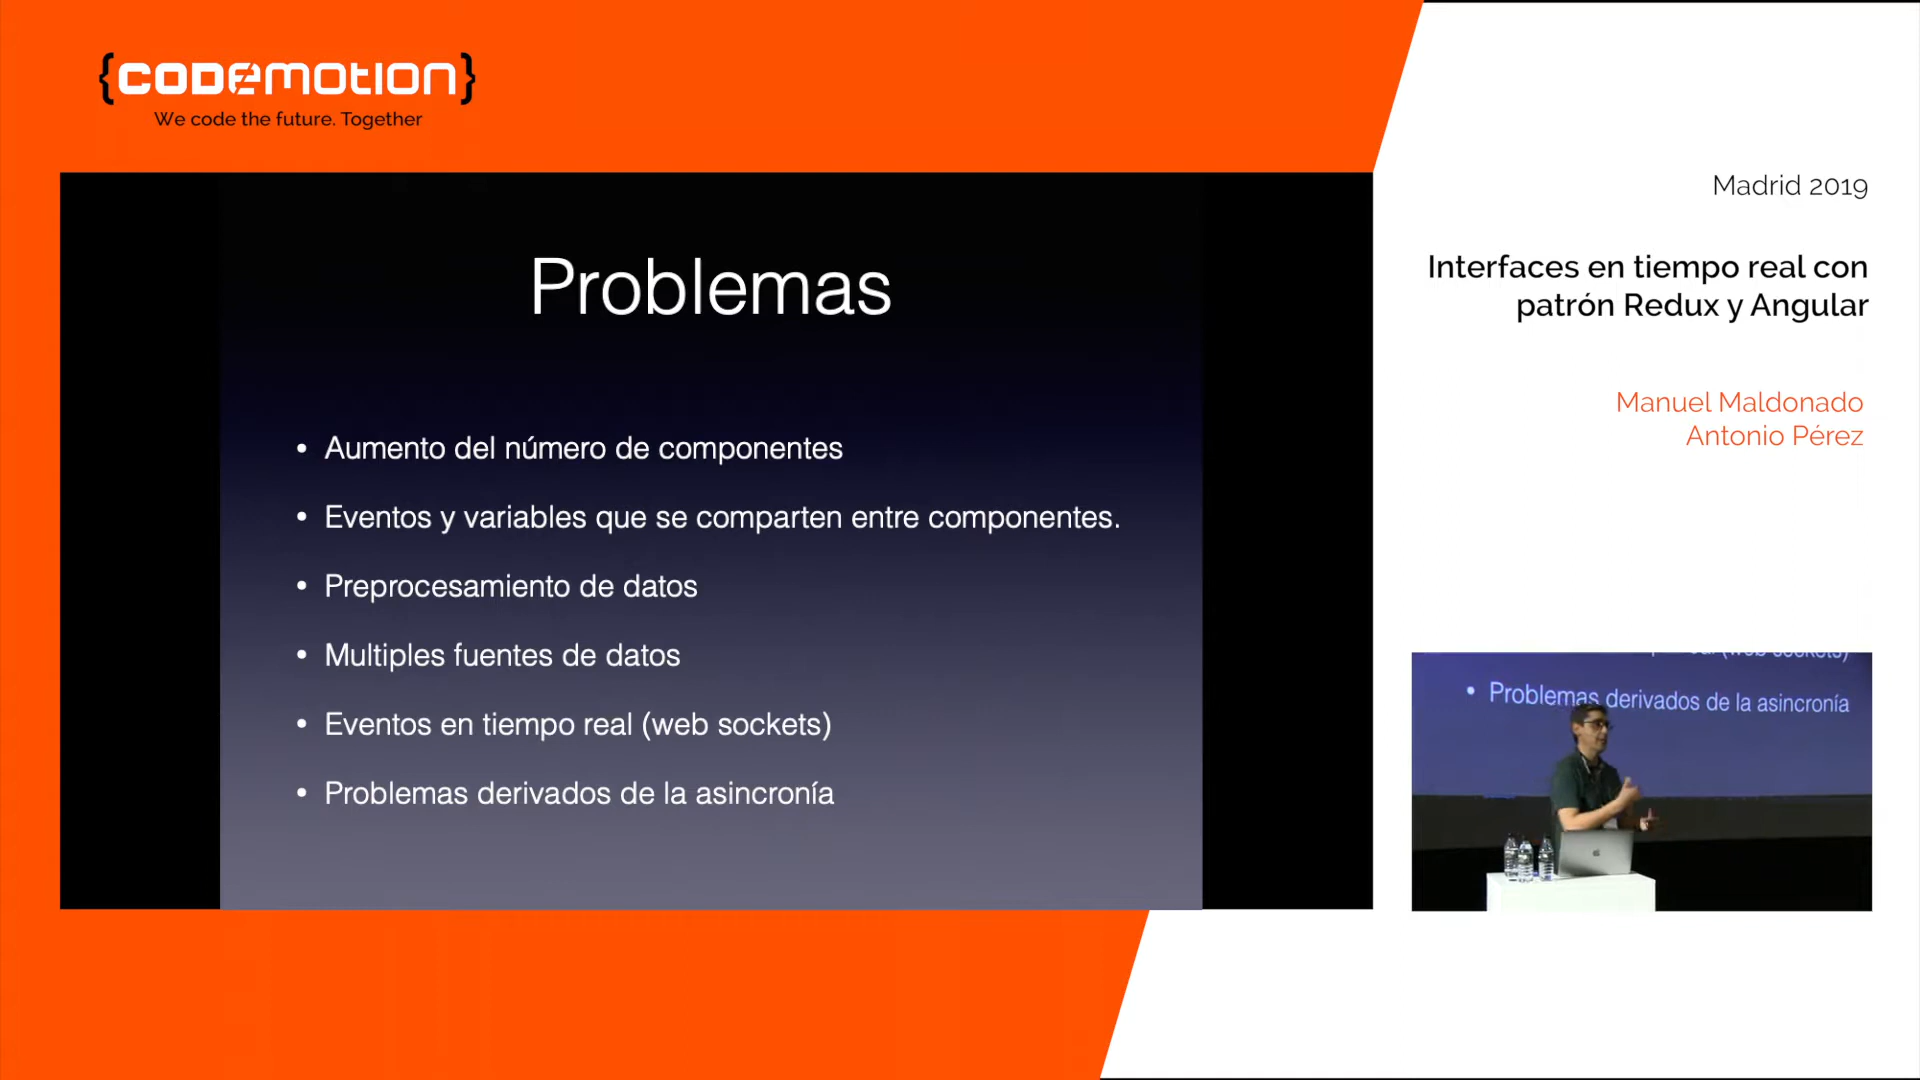 {codemotion}
We code the future. Together
Madrid 2019
Interfaces en tiempo real con
patrón Redux y Angular
Manuel Maldonado
Antonio Pérez
Problemas
• Aumento del número de componentes
• Eventos y variables que se comparten entre componentes.
• Preprocesamiento de datos
• Multiples fuentes de datos
• Eventos en tiempo real (web sockets)
• Problemas derivados de la asincronía
(web sockets)
• Problemas derivados de la asincronía